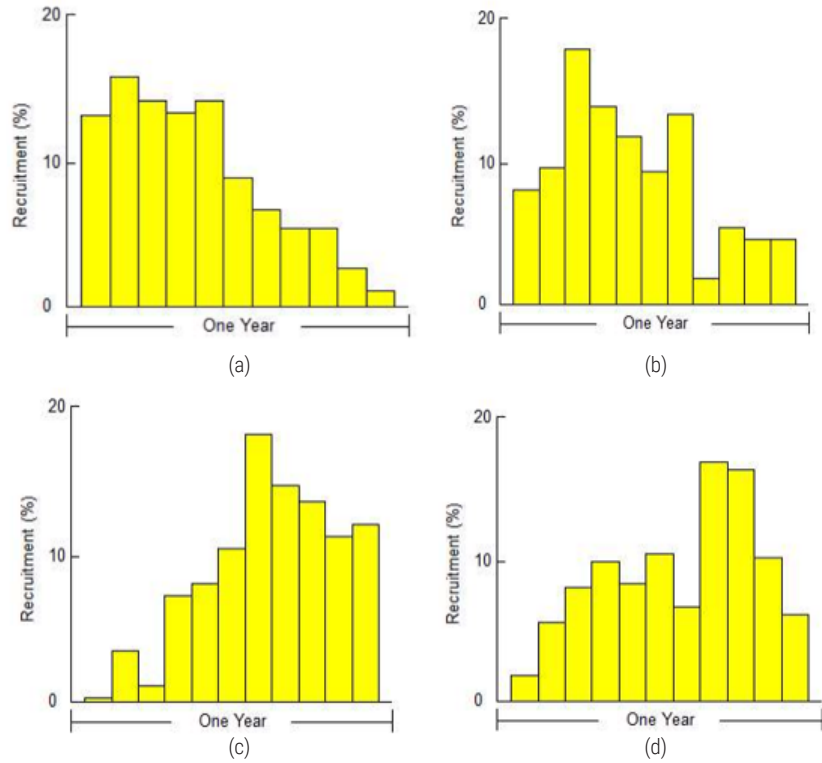 20
10
0
Recruitment (%)
One Year
(a)
20
10
0
Recruitment (%)
One Year
(b)
20
10
0
Recruitment (%)
One Year
(c)
20
10
0
Recruitment (%)
One Year
(d)